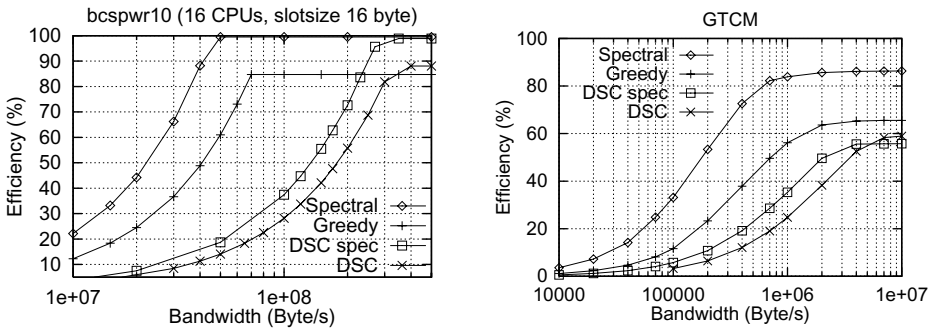 bcspwr10 (16 CPUs, slotsize 16 byte)
Efficiency (%)
100
90
80
70
60
50
40
30
20
10
Spectral
Greedy
DSC spec
DSC
1e+07
1e+08
Bandwidth (Byte/s)
GTCM
Efficiency (%)
100
80
60
40
20
0
Spectral
Greedy
DSC spec
DSC
10000
100000
1e+06
1e+07
Bandwidth (Byte/s)